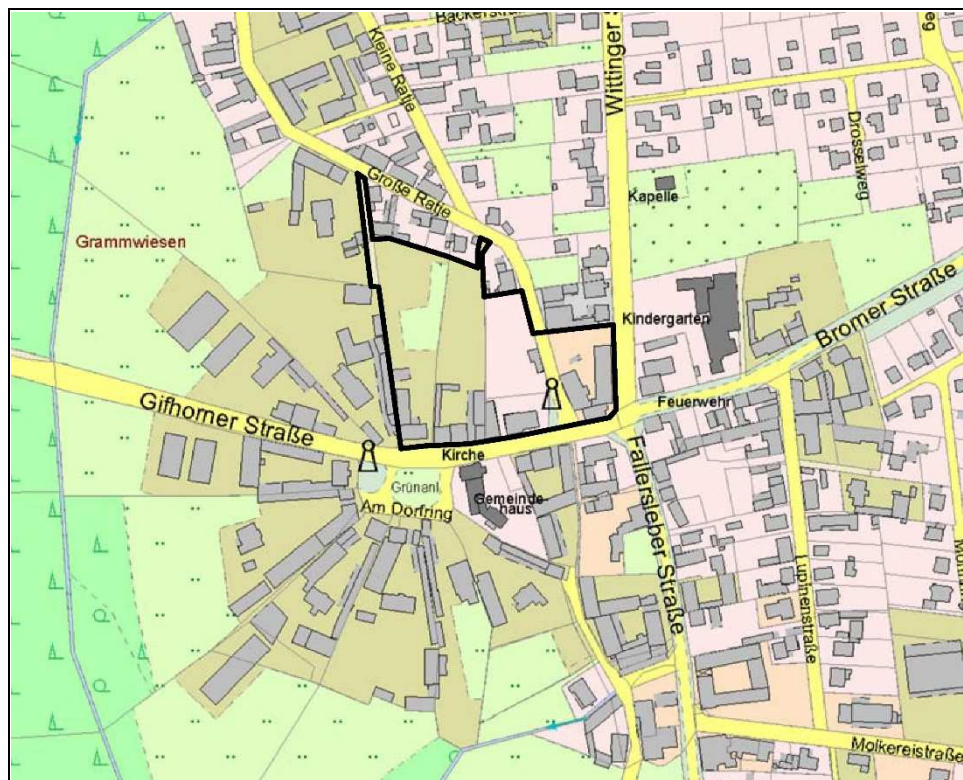 Kleine Ratje
Wittinger
Drosselweg
Große Ratje
Kapelle
Grammwiesen
Kindergarten
Bromer Straße
Gifhorner Straße
Feuerwehr
Kirche
Grünanl.
Gemeinde-
haus
Am Dorfring
Fallersleber Straße
Lupinenstraße
Molkereistraße